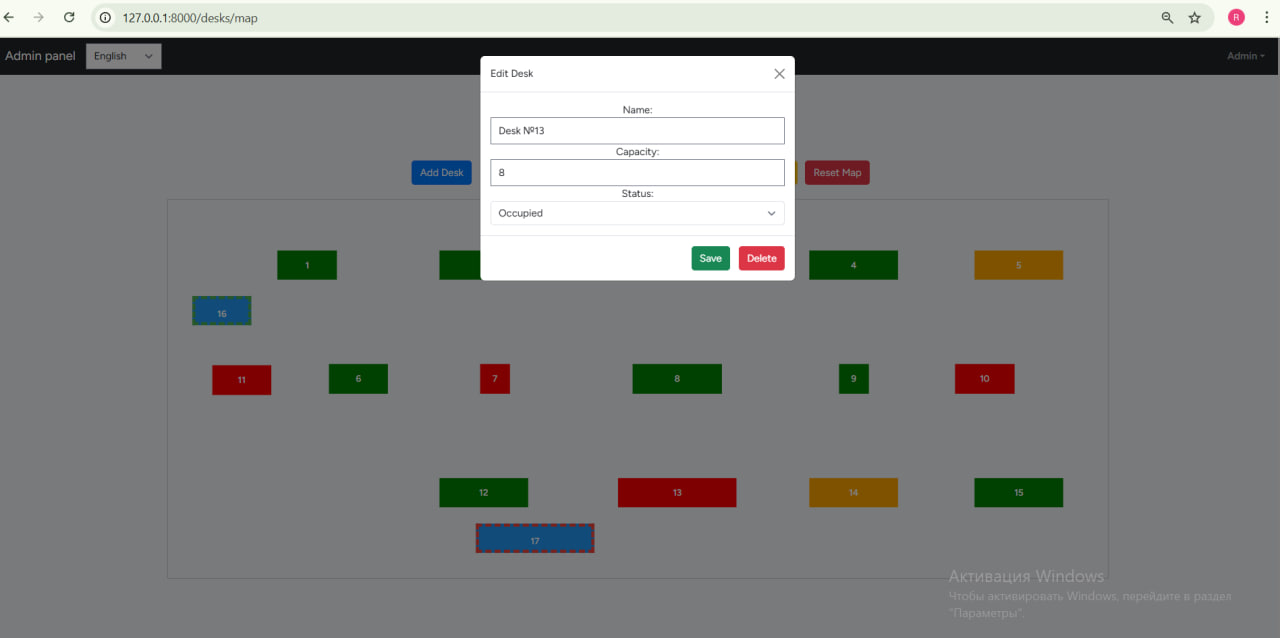 127.0.0.1:8000/desks/map
R
Admin panel
English
Admin
Edit Desk
Name:
Desk №13
Capacity:
8
Status:
Occupied
Save
Delete
Add Desk
Reset Map
1
4
5
16
11
6
7
8
9
10
12
13
14
15
17
Активация Windows
Чтобы активировать Windows, перейдите в раздел
"Параметры".